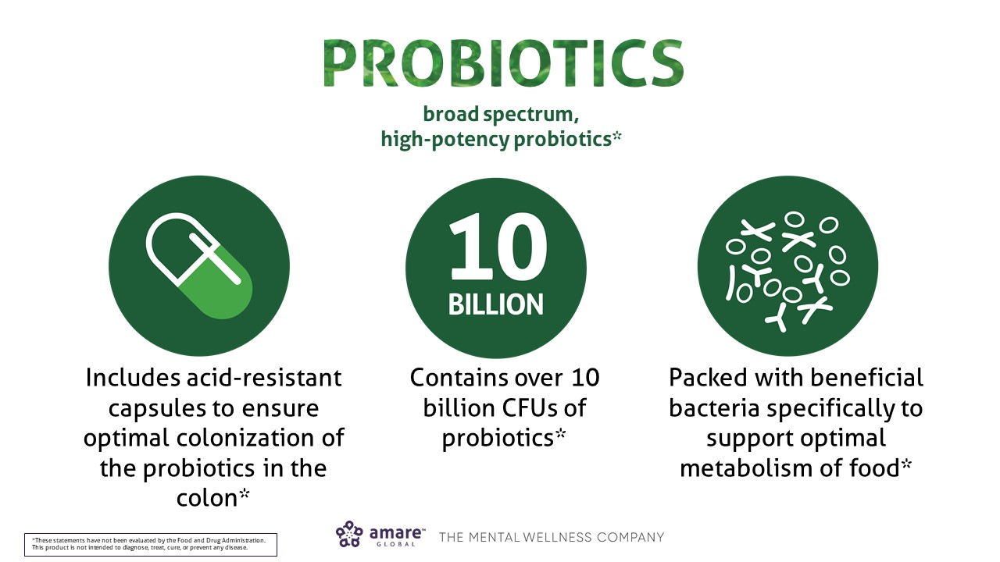 PROBIOTICS
broad spectrum,
high-potency probiotics*
10
BILLION
Includes acid-resistant
capsules to ensure
optimal colonization of
the probiotics in the
colon*
Contains over 10
billion CFUs of
probiotics*
Packed with beneficial
bacteria specifically to
support optimal
metabolism of food*
*These statements have not been evaluated by the Food and Drug Administration.
This product is not intended to diagnose, treat, cure, or prevent any disease.
amare™
GLOBAL
THE MENTAL WELLNESS COMPANY